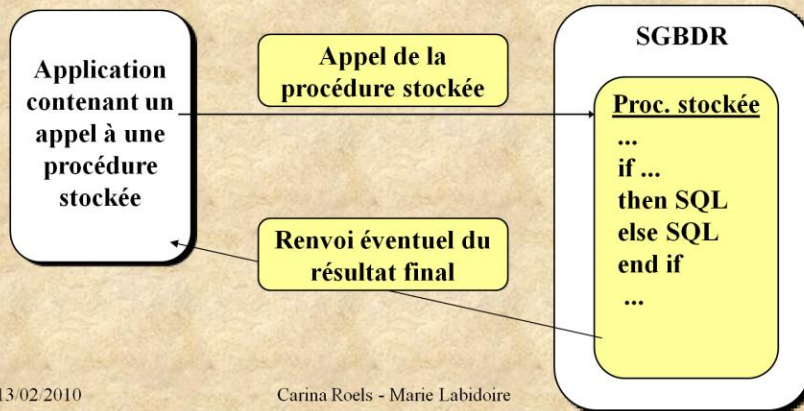 Application
contenant un
appel à une
procédure
stockée
Appel de la
procédure stockée
SGBDR
Proc. stockée
...
if ...
then SQL
else SQL
end if
...
Renvoi éventuel du
résultat final
13/02/2010
Carina Roels - Marie Labidoire